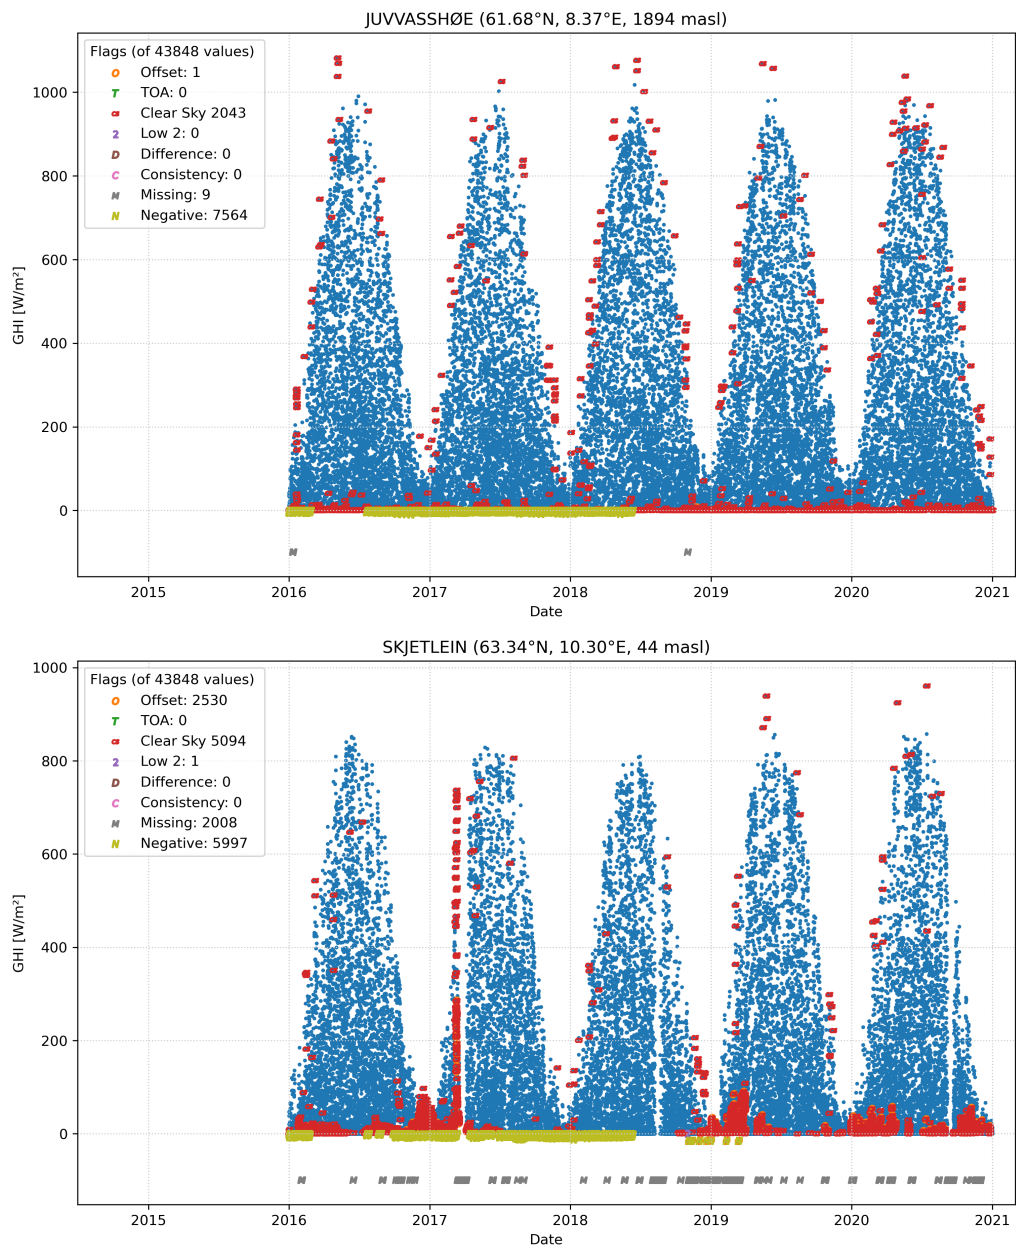 JUVVASSHØE (61.68°N, 8.37°E, 1894 masl)
GHI [W/m²]
1000
800
600
400
200
0
Flags (of 43848 values)
O Offset: 1
T TOA: 0
Clear Sky 2043
2 Low 2: 0
D Difference: 0
C Consistency: 0
M Missing: 9
N Negative: 7564
M M
2015 2016 2017 2018 2019 2020 2021
Date
SKJETLEIN (63.34°N, 10.30°E, 44 masl)
GHI [W/m²]
1000
800
600
400
200
0
Flags (of 43848 values)
O Offset: 2530
T TOA: 0
Clear Sky 5094
2 Low 2: 1
D Difference: 0
C Consistency: 0
M Missing: 2008
N Negative: 5997
2015 2016 2017 2018 2019 2020 2021
Date